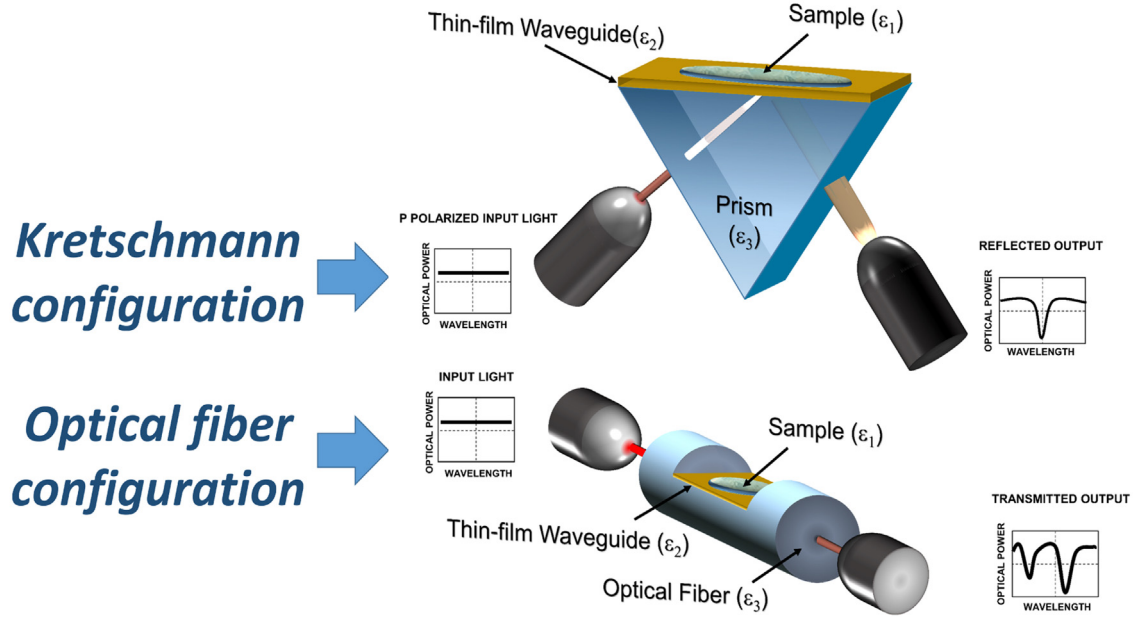 Sample (ε1)
Thin-film Waveguide(ε2)
Prism
(ε3)
Kretschmann
configuration
P POLARIZED INPUT LIGHT
OPTICAL POWER
WAVELENGTH
REFLECTED OUTPUT
OPTICAL POWER
WAVELENGTH
Optical fiber
configuration
INPUT LIGHT
OPTICAL POWER
WAVELENGTH
Sample (ε1)
Thin-film Waveguide (ε2)
Optical Fiber (ε3)
TRANSMITTED OUTPUT
OPTICAL POWER
WAVELENGTH